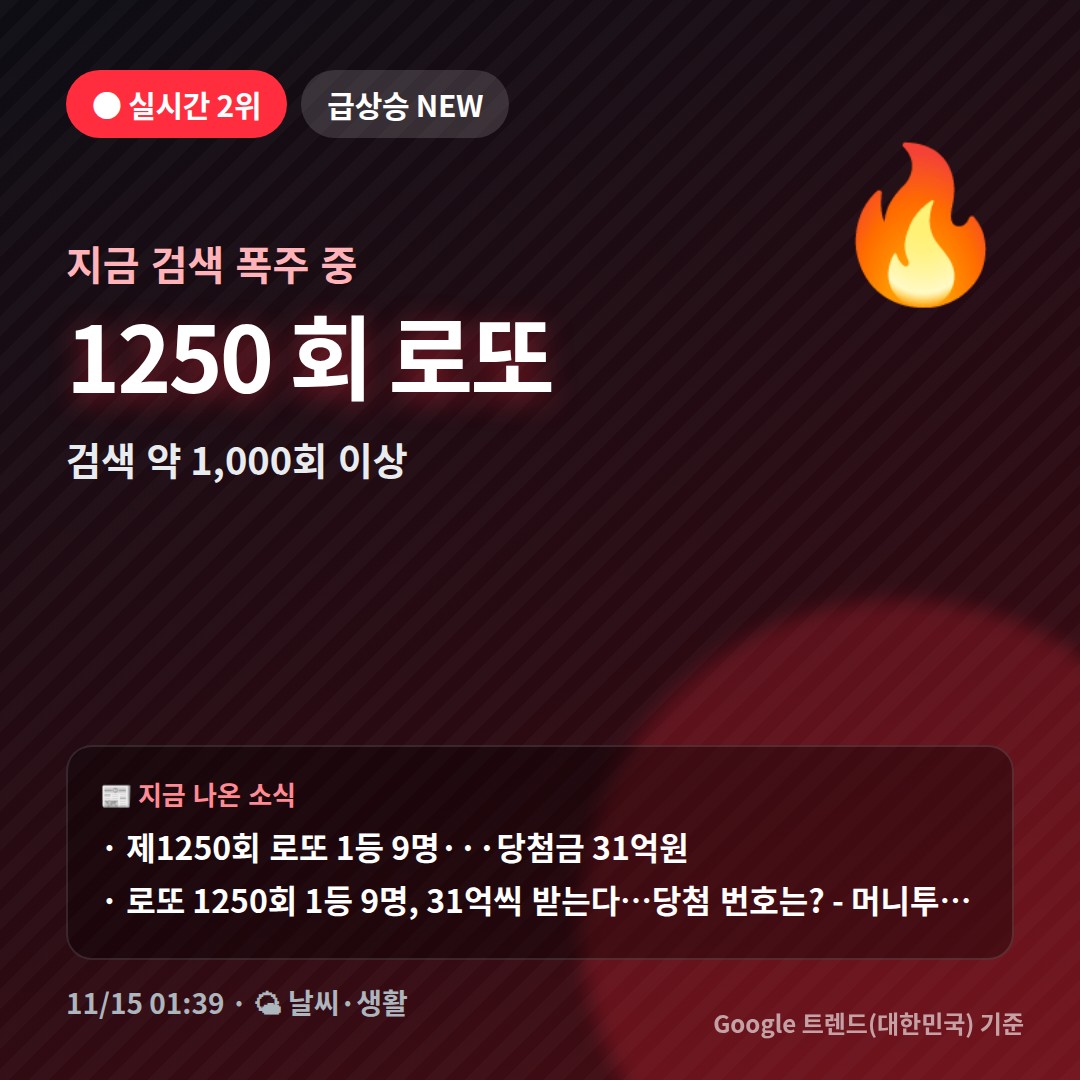 실시간 2위
급상승 NEW
지금 검색 폭주 중
1250 회 로또
검색 약 1,000회 이상
지금 나온 소식
· 제1250회 로또 1등 9명···당첨금 31억원
· 로또 1250회 1등 9명, 31억씩 받는다…당첨 번호는? - 머니투…
11/15 01:39 · 날씨·생활
Google 트렌드(대한민국) 기준